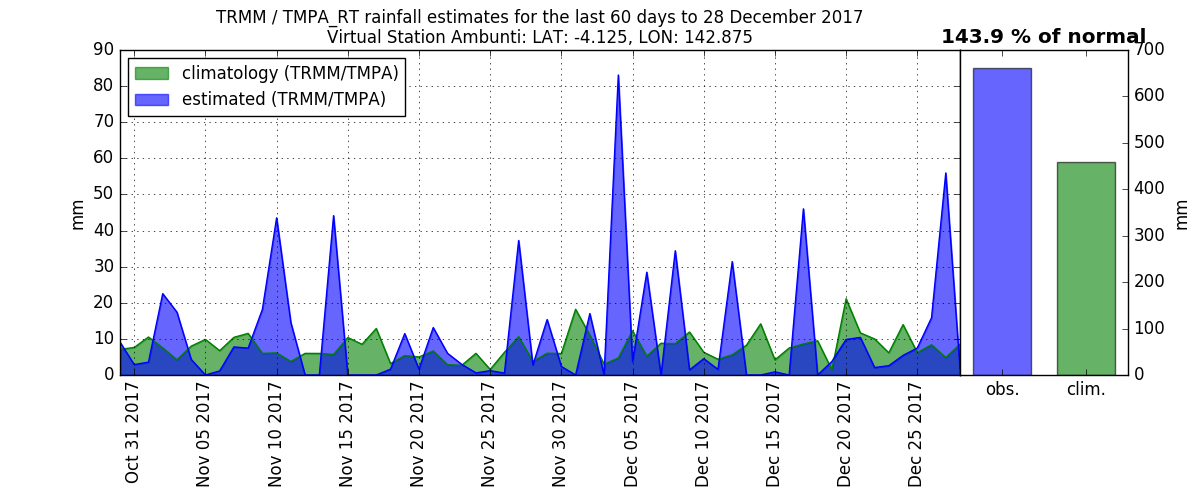 TRMM / TMPA_RT rainfall estimates for the last 60 days to 28 December 2017
Virtual Station Ambunti: LAT: -4.125, LON: 142.875
143.9 % of normal
climatology (TRMM/TMPA)
estimated (TRMM/TMPA)
mm
90
80
70
60
50
40
30
20
10
0
Oct 31 2017
Nov 05 2017
Nov 10 2017
Nov 15 2017
Nov 20 2017
Nov 25 2017
Nov 30 2017
Dec 05 2017
Dec 10 2017
Dec 15 2017
Dec 20 2017
Dec 25 2017
obs.
clim.
700
600
500
400
300
200
100
0
mm